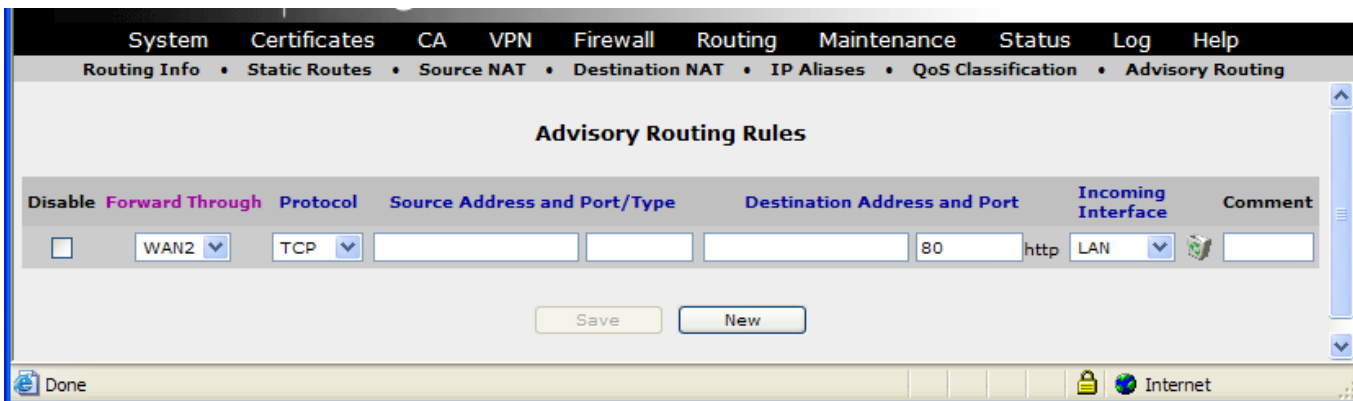 System Certificates CA VPN Firewall Routing Maintenance Status Log Help
Routing Info • Static Routes • Source NAT • Destination NAT • IP Aliases • QoS Classification • Advisory Routing
Advisory Routing Rules
Disable Forward Through Protocol Source Address and Port/Type Destination Address and Port Incoming Interface Comment
WAN2 TCP 80 http LAN
Save New
Done Internet